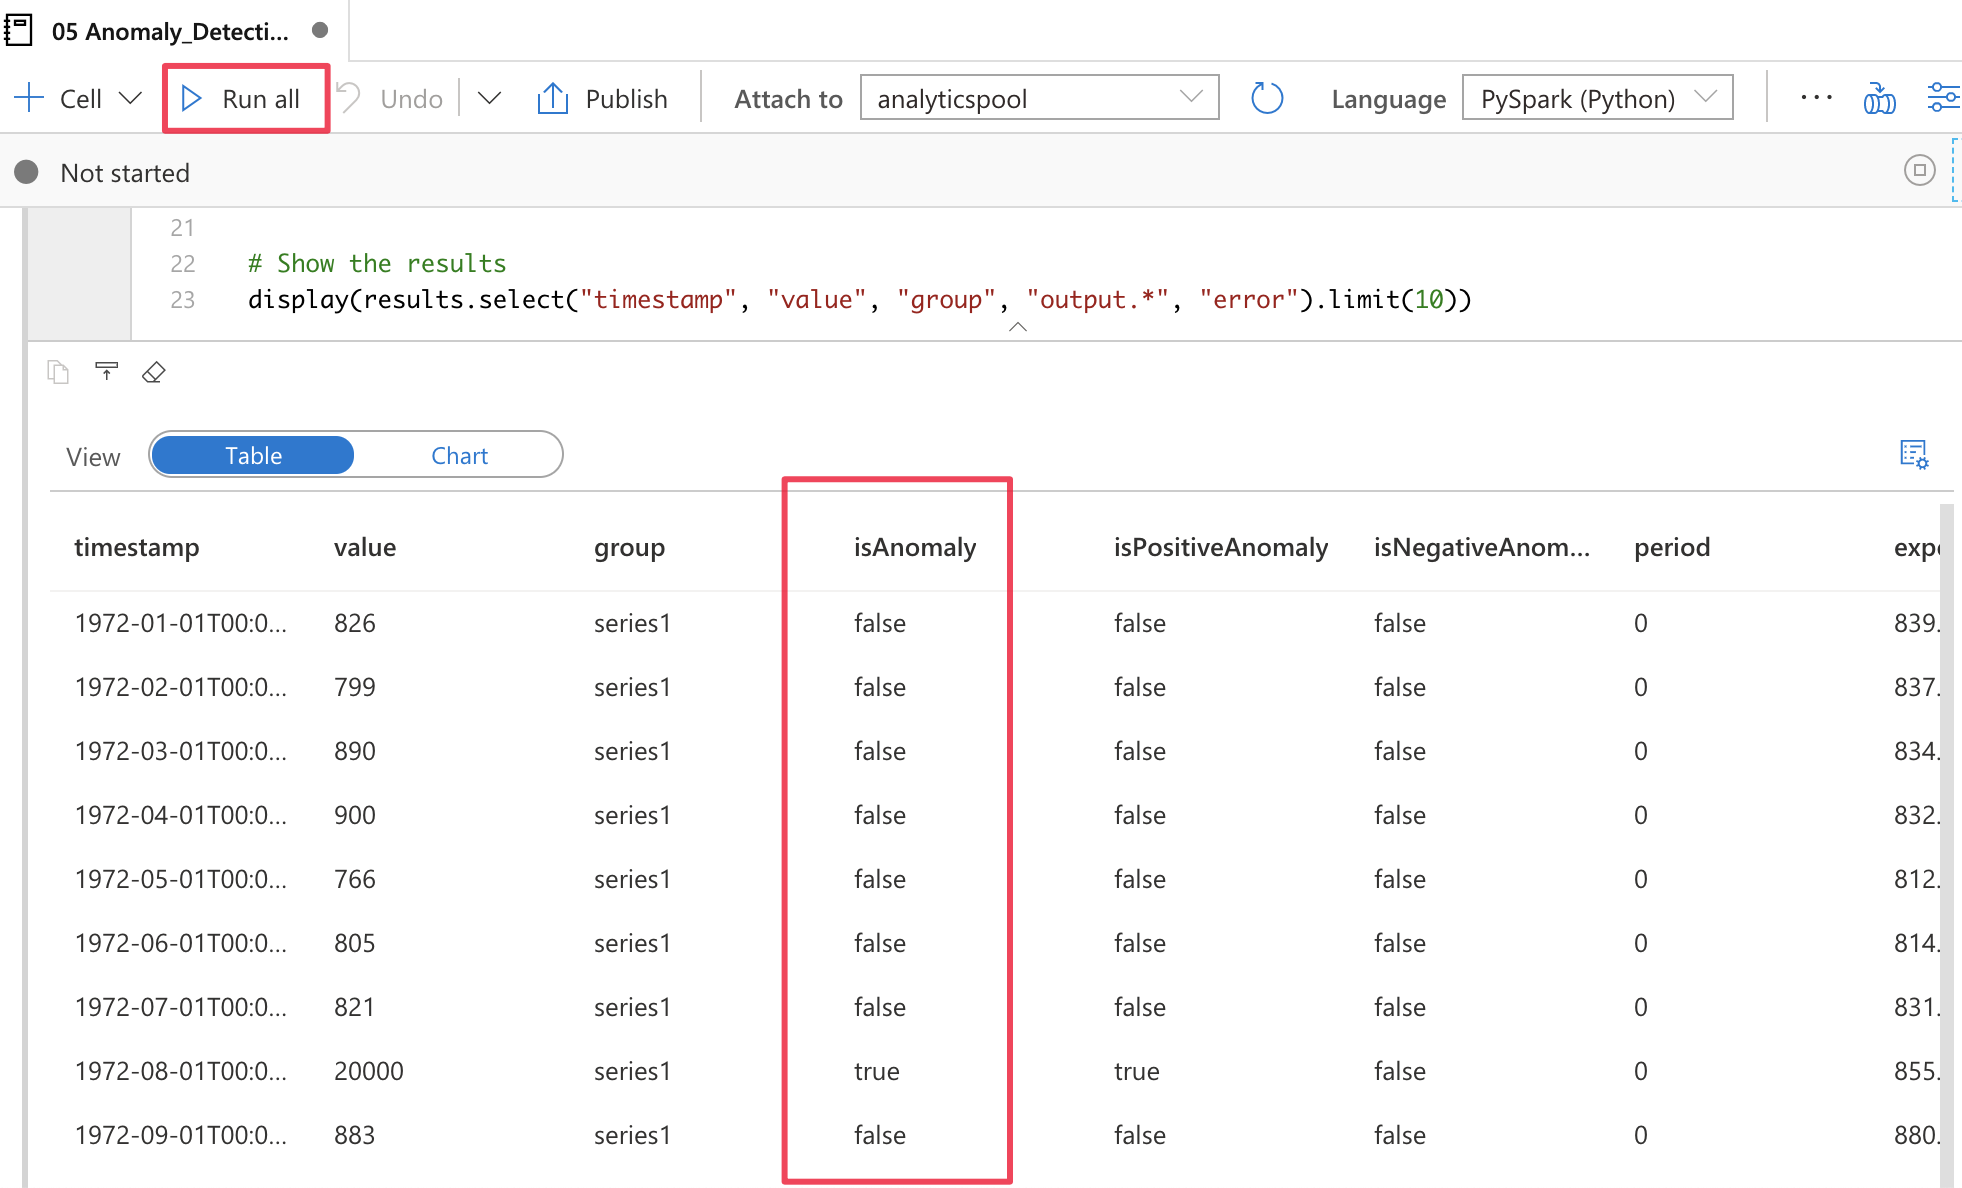 05 Anomaly_Detecti...
Cell Run all Undo Publish Attach to analyticspool Language PySpark (Python) ...
Not started
21
22 # Show the results
23 display(results.select("timestamp", "value", "group", "output.*", "error").limit(10))
View Table Chart
timestamp value group isAnomaly isPositiveAnomaly isNegativeAnom... period expe
1972-01-01T00:0... 826 series1 false false false 0 839.
1972-02-01T00:0... 799 series1 false false false 0 837.
1972-03-01T00:0... 890 series1 false false false 0 834.
1972-04-01T00:0... 900 series1 false false false 0 832.
1972-05-01T00:0... 766 series1 false false false 0 812.
1972-06-01T00:0... 805 series1 false false false 0 814.
1972-07-01T00:0... 821 series1 false false false 0 831.
1972-08-01T00:0... 20000 series1 true true false 0 855.
1972-09-01T00:0... 883 series1 false false false 0 880.